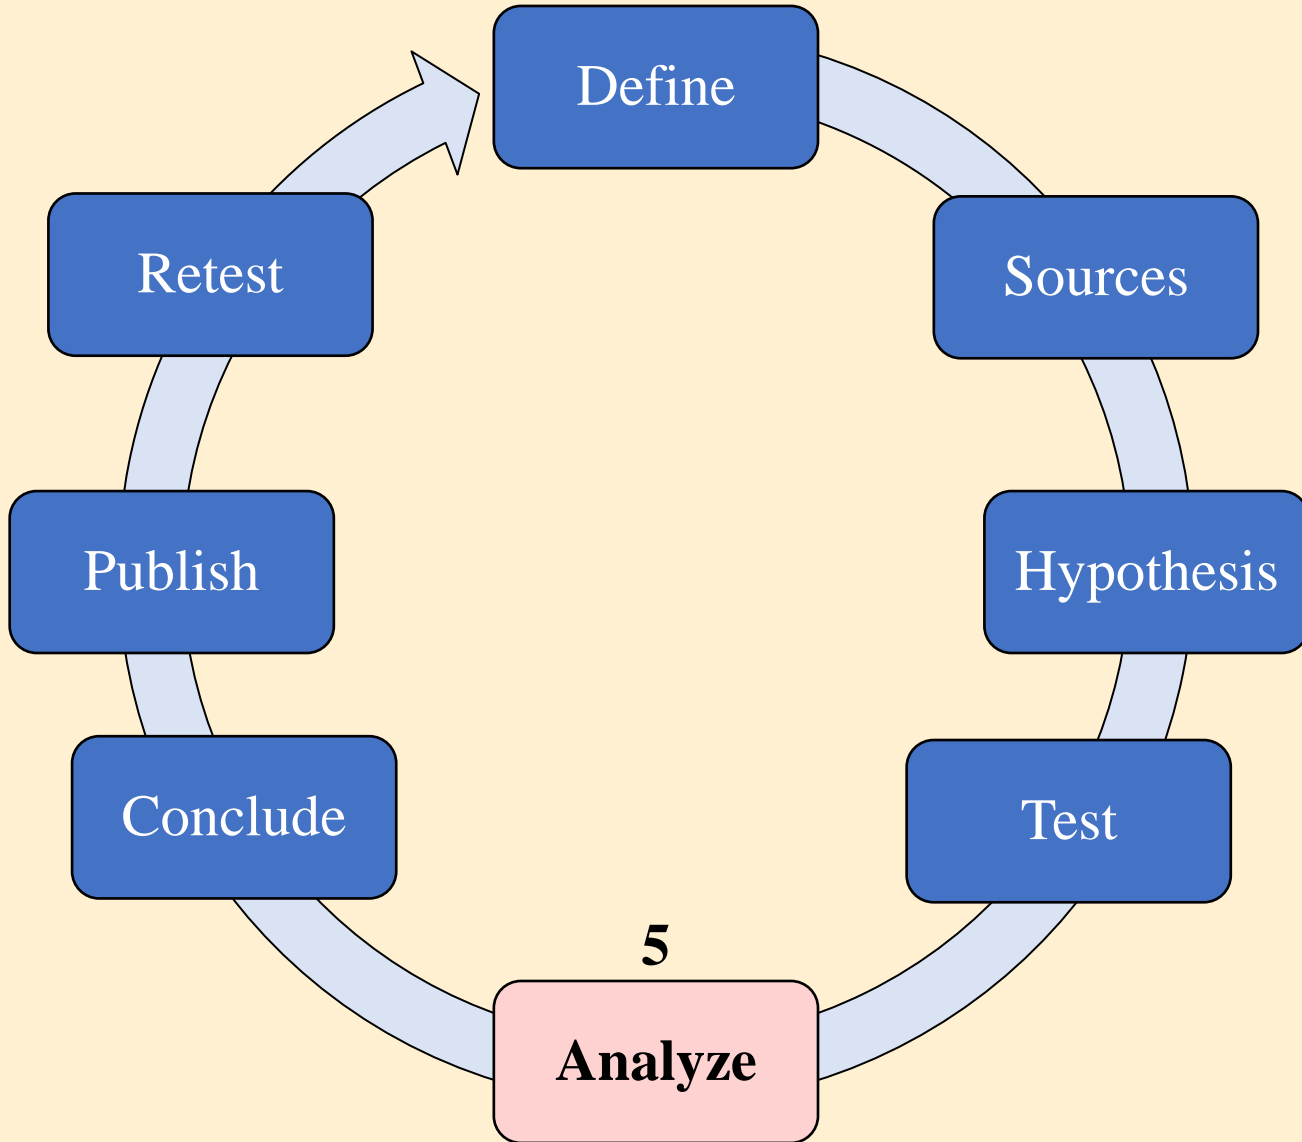 Define
Sources
Hypothesis
Test
5
Analyze
Conclude
Publish
Retest